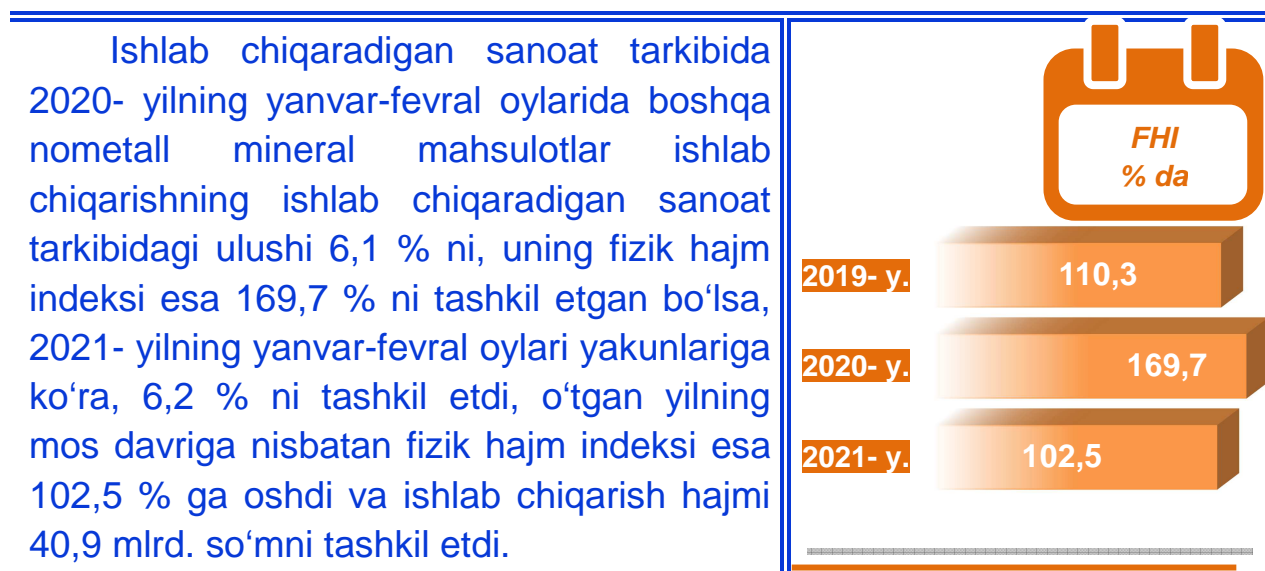 Ishlab chiqaradigan sanoat tarkibida
2020- yilning yanvar-fevral oylarida boshqa
nometall mineral mahsulotlar ishlab
chiqarishning ishlab chiqaradigan sanoat
tarkibidagi ulushi 6,1 % ni, uning fizik hajm
indeksi esa 169,7 % ni tashkil etgan bo‘lsa,
2021- yilning yanvar-fevral oylari yakunlariga
ko‘ra, 6,2 % ni tashkil etdi, o‘tgan yilning
mos davriga nisbatan fizik hajm indeksi esa
102,5 % ga oshdi va ishlab chiqarish hajmi
40,9 mlrd. so‘mni tashkil etdi.
FHI
% da
2019- y. 110,3
2020- y. 169,7
2021- y. 102,5